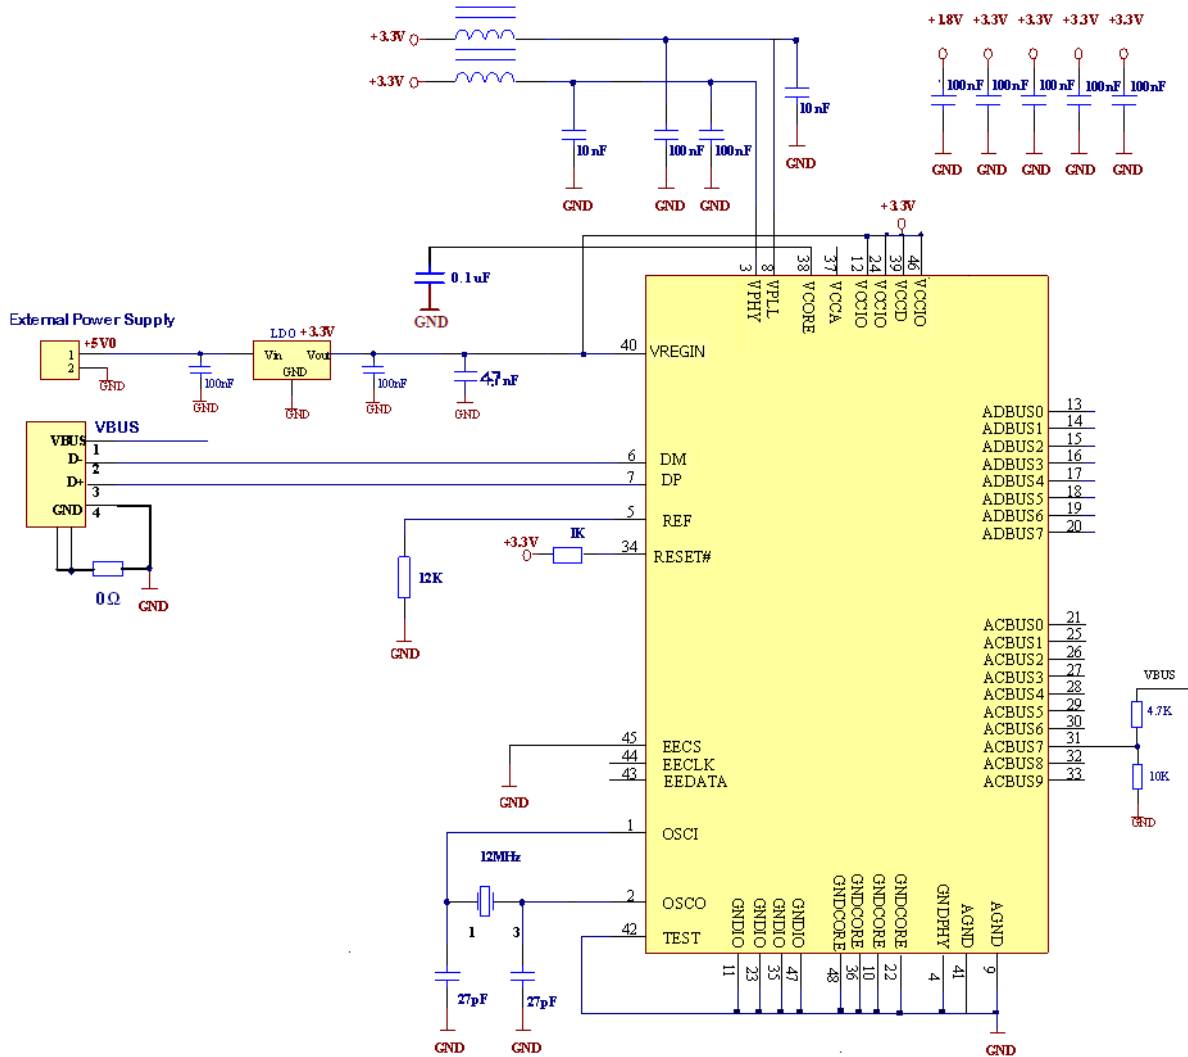 +3.3V
+3.3V
10 nF
100 nF
100 nF
10 nF
GND
GND
GND
GND
+1.8V +3.3V +3.3V +3.3V +3.3V
100nF 100nF 100nF 100nF 100nF
GND GND GND GND GND
+3.3V
0.1uF
GND
3 8 38 37 12 24 39 46
VPHY VPLL VCORE VCCA VCCIO VCCIO VCCD VCCIO
External Power Supply
1
2
+5V0
GND
100nF
GND
LDO +3.3V
Vin Vout
GND
GND
100nF
GND
4.7nF
GND
40 VREGIN
VBUS
VBUS 1
D- 2
D+ 3
GND 4
0Ω
GND
6 DM
7 DP
5 REF
12K
GND
+3.3V 1K 34 RESET#
ADBUS0 13
ADBUS1 14
ADBUS2 15
ADBUS3 16
ADBUS4 17
ADBUS5 18
ADBUS6 19
ADBUS7 20
ACBUS0 21
ACBUS1 25
ACBUS2 26
ACBUS3 27
ACBUS4 28
ACBUS5 29
ACBUS6 30
ACBUS7 31
ACBUS8 32
ACBUS9 33
VBUS
4.7K
10K
GND
45 EECS
44 EECLK
43 EEDATA
GND
1 OSCI
12MHz
2 OSCO
1 3
42 TEST
27pF 27pF
GND GND
GNDIO GNDIO GNDIO GNDIO GNDCORE GNDCORE GNDCORE GNDCORE GNDPHY AGND AGND
11 23 35 47 48 36 10 22 4 41 9
GND